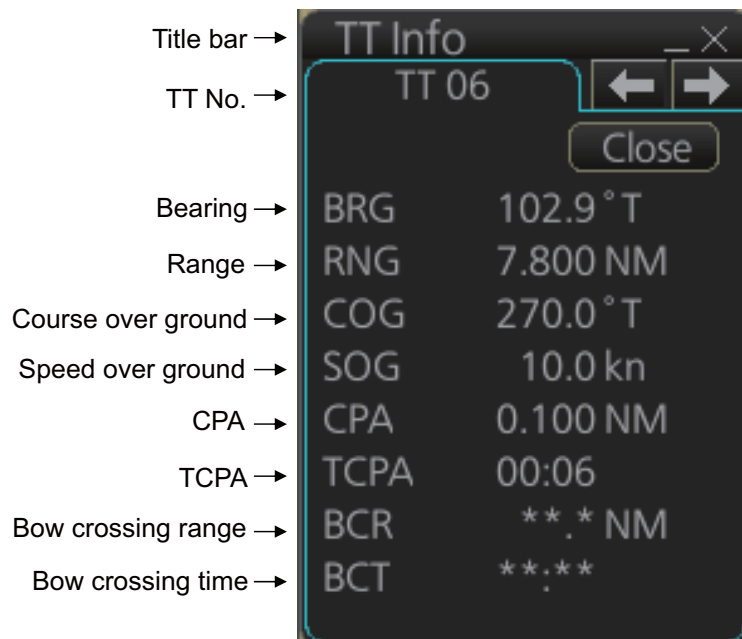 Title bar TT Info
TT No. TT 06
Close
Bearing BRG 102.9°T
Range RNG 7.800 NM
Course over ground COG 270.0°T
Speed over ground SOG 10.0 kn
CPA CPA 0.100 NM
TCPA TCPA 00:06
Bow crossing range BCR **.* NM
Bow crossing time BCT **:**